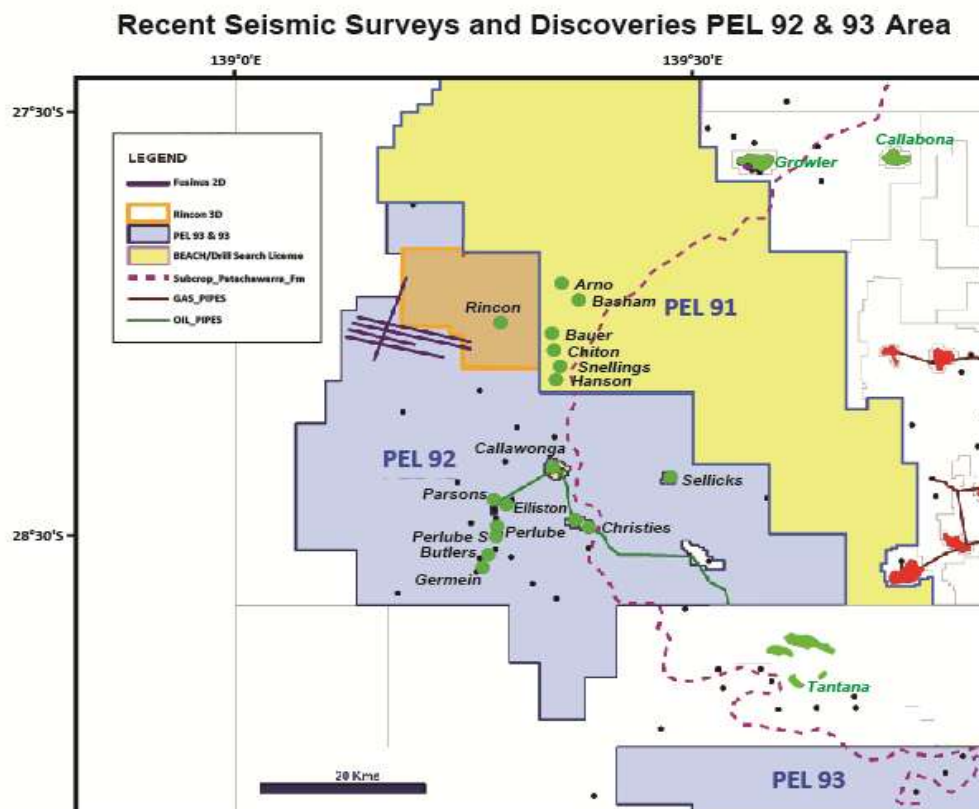 Recent Seismic Surveys and Discoveries PEL 92 & 93 Area
139°0'E
139°30'E
27°30'S
LEGEND
Fusinus 2D
Rincon 3D
PEL 93 & 93
BEACH/Drill Search License
Subcrop_Patachawarra_Fm
GAS_PIPES
OIL_PIPES
Growler
Callabona
Arno
Basham
PEL 91
Rincon
Bauer
Chiton
Snellings
Hanson
Callawonga
PEL 92
Sellicks
Parsons
Elliston
28°30'S
Perlube S
Perlube
Christies
Butlers
Germein
Tantana
20 Kms
PEL 93